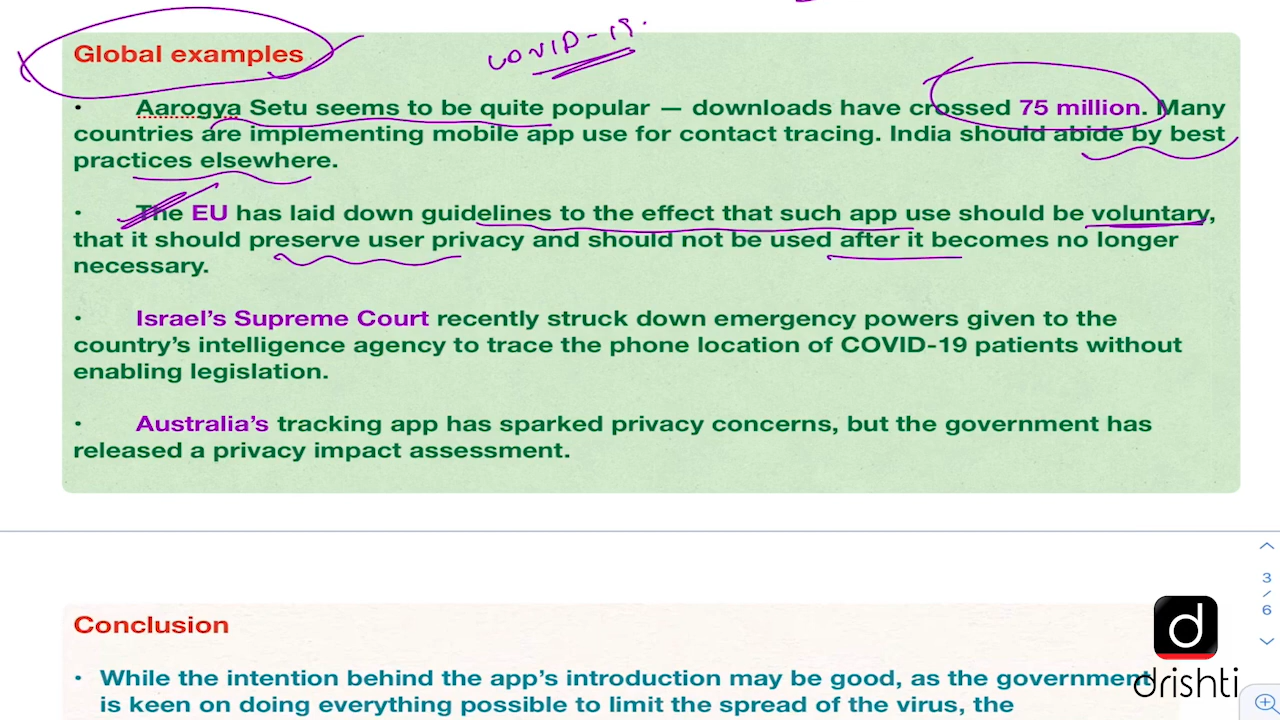 COVID-19.
Global examples
• Aarogya Setu seems to be quite popular — downloads have crossed 75 million. Many
countries are implementing mobile app use for contact tracing. India should abide by best
practices elsewhere.
• The EU has laid down guidelines to the effect that such app use should be voluntary,
that it should preserve user privacy and should not be used after it becomes no longer
necessary.
• Israel’s Supreme Court recently struck down emergency powers given to the
country’s intelligence agency to trace the phone location of COVID-19 patients without
enabling legislation.
• Australia’s tracking app has sparked privacy concerns, but the government has
released a privacy impact assessment.
3
/
6
Conclusion
• While the intention behind the app’s introduction may be good, as the government
is keen on doing everything possible to limit the spread of the virus, the
d
drishti